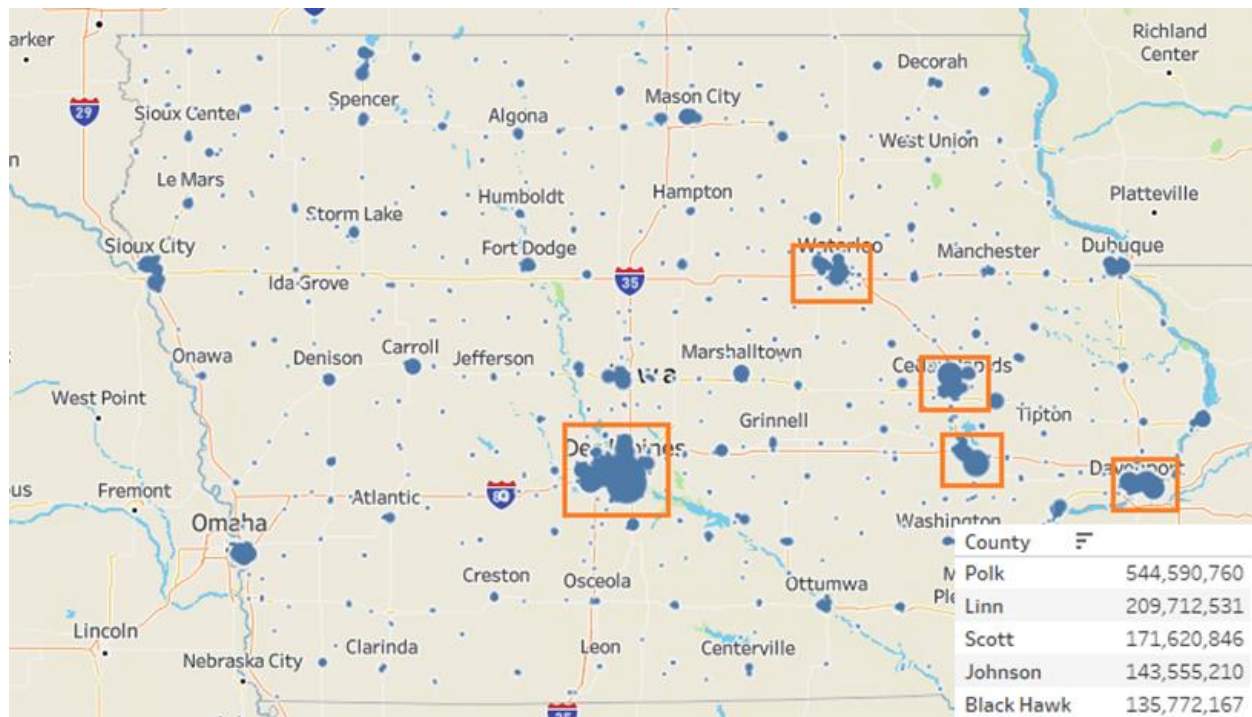 Richland
Center
arker
Decorah
29
Sioux Center
Spencer
Algona
Mason City
West Union
Le Mars
Humboldt
Hampton
Platteville
Storm Lake
Sioux City
Fort Dodge
Waterloo
Manchester
Dubuque
Ida Grove
35
Onawa
Denison
Carroll
Jefferson
Marshalltown
West Point
Grinnell
Tipton
Fremont
Atlantic
80
Davenport
Omaha
Washington
Creston
Osceola
Ottumwa
Lincoln
Nebraska City
Clarinda
Leon
Centerville
35
County
Polk 544,590,760
Linn 209,712,531
Scott 171,620,846
Johnson 143,555,210
Black Hawk 135,772,167